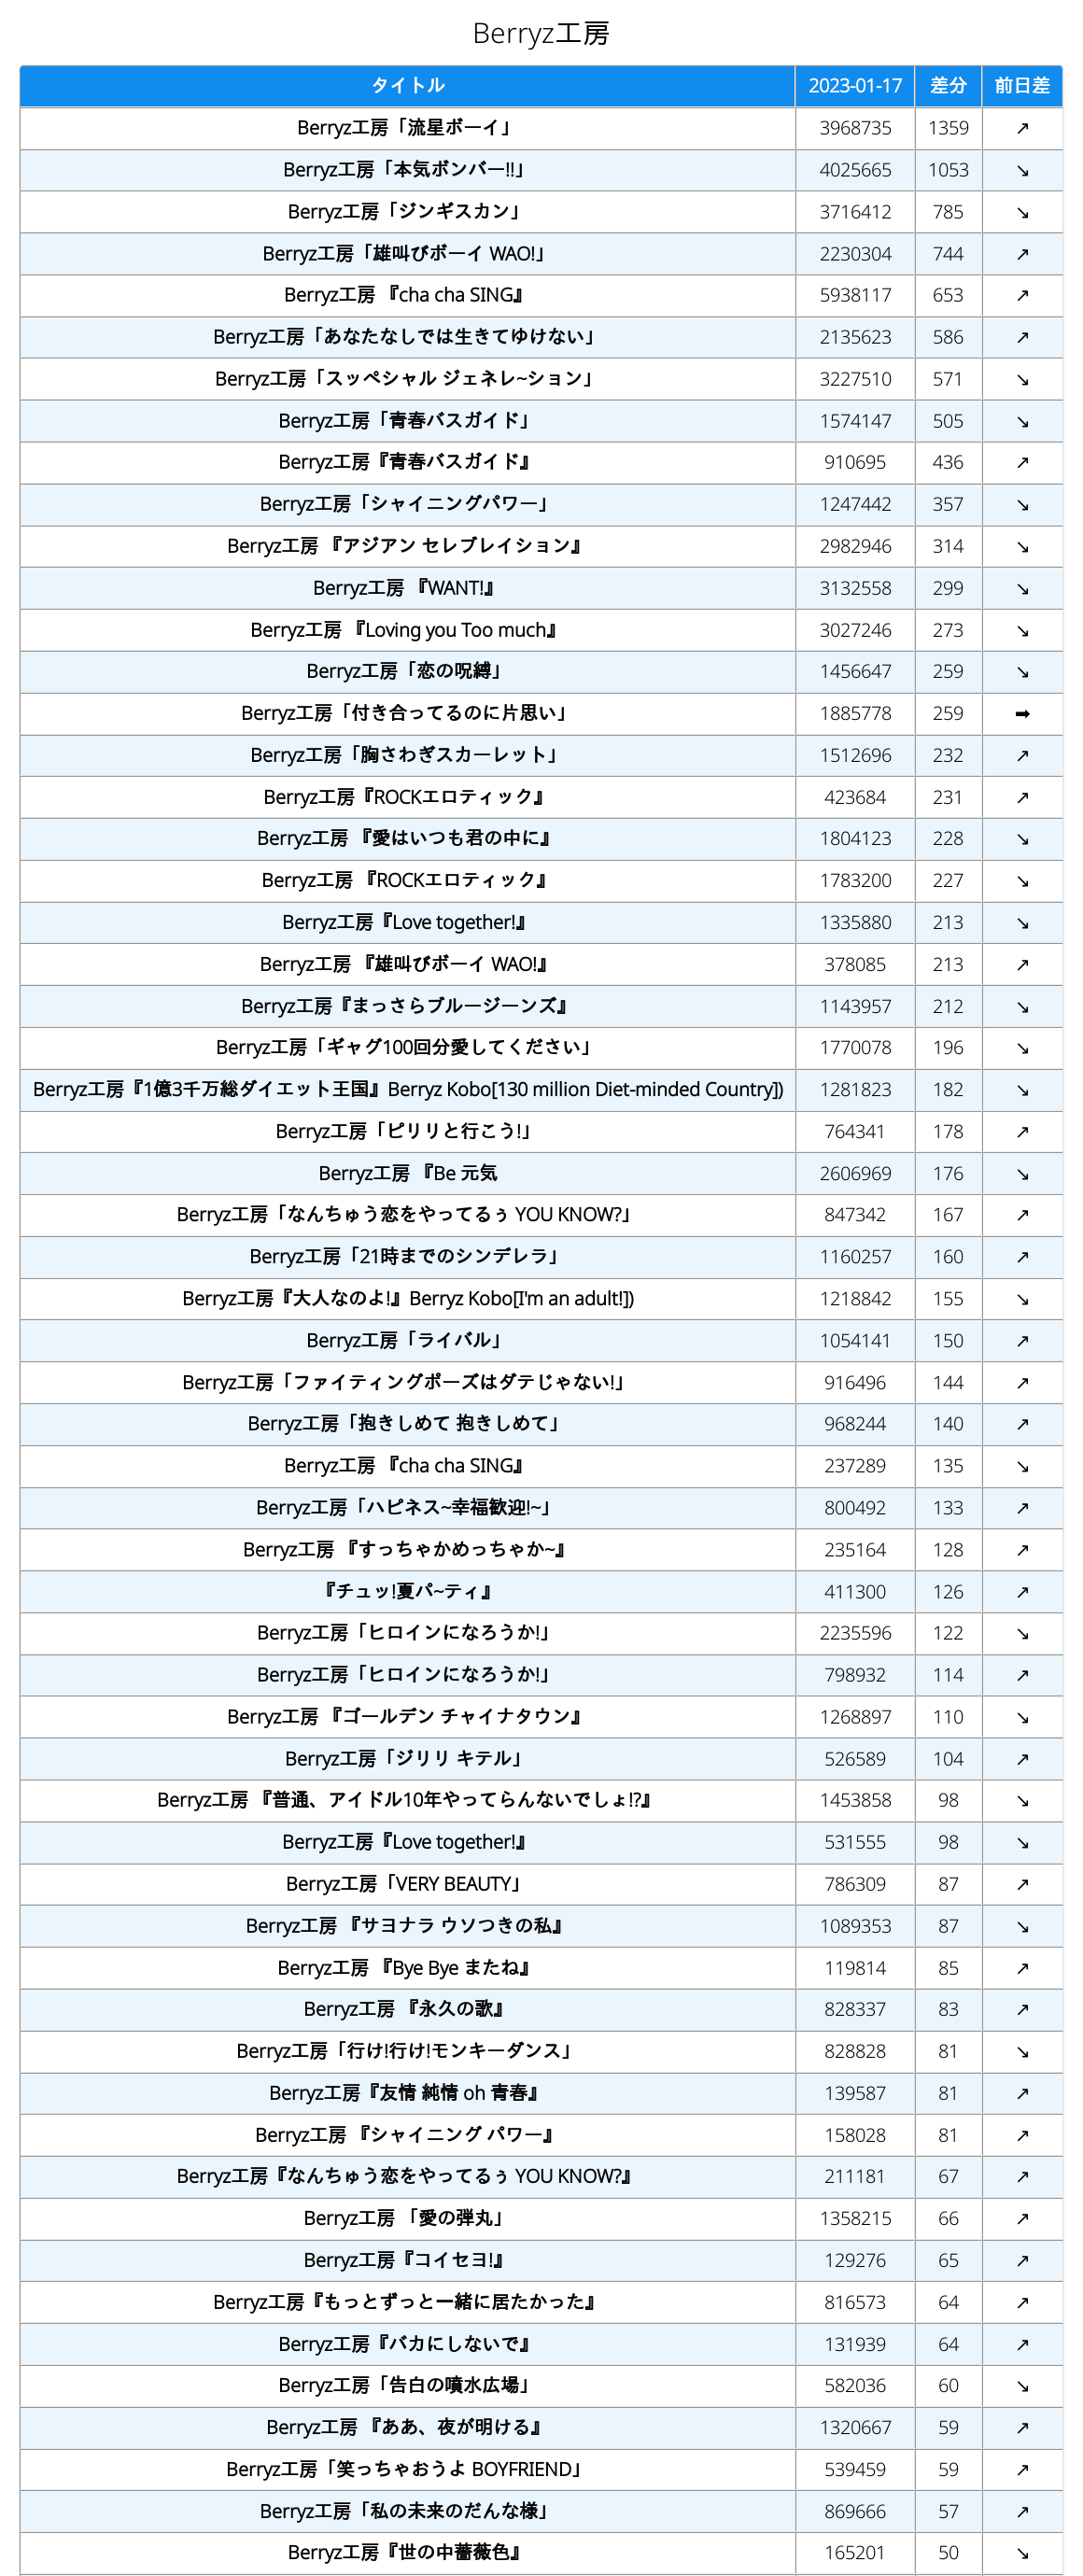 Berryz工房
タイトル 2023-01-17 差分 前日差
Berryz工房「流星ボーイ」 3968735 1359 ↗
Berryz工房「本気ボンバー!!」 4025665 1053 ↘
Berryz工房「ジンギスカン」 3716412 785 ↘
Berryz工房「雄叫びボーイ WAO!」 2230304 744 ↗
Berryz工房 『cha cha SING』 5938117 653 ↗
Berryz工房「あなたなしでは生きてゆけない」 2135623 586 ↗
Berryz工房「スッペシャル ジェネレ~ション」 3227510 571 ↘
Berryz工房「青春バスガイド」 1574147 505 ↘
Berryz工房『青春バスガイド』 910695 436 ↗
Berryz工房「シャイニングパワー」 1247442 357 ↘
Berryz工房 『アジアン セレブレイション』 2982946 314 ↘
Berryz工房 『WANT!』 3132558 299 ↘
Berryz工房 『Loving you Too much』 3027246 273 ↘
Berryz工房「恋の呪縛」 1456647 259 ↘
Berryz工房「付き合ってるのに片思い」 1885778 259 ➡
Berryz工房「胸さわぎスカーレット」 1512696 232 ↗
Berryz工房『ROCKエロティック』 423684 231 ↗
Berryz工房 『愛はいつも君の中に』 1804123 228 ↘
Berryz工房 『ROCKエロティック』 1783200 227 ↘
Berryz工房『Love together!』 1335880 213 ↘
Berryz工房 『雄叫びボーイ WAO!』 378085 213 ↗
Berryz工房『まっさらブルージーンズ』 1143957 212 ↘
Berryz工房「ギャグ100回分愛してください」 1770078 196 ↘
Berryz工房『1億3千万総ダイエット王国』Berryz Kobo[130 million Diet-minded Country]) 1281823 182 ↘
Berryz工房「ピリリと行こう!」 764341 178 ↗
Berryz工房 『Be 元気 2606969 176 ↘
Berryz工房「なんちゅう恋をやってるぅ YOU KNOW?」 847342 167 ↗
Berryz工房「21時までのシンデレラ」 1160257 160 ↗
Berryz工房『大人なのよ!』Berryz Kobo[I'm an adult!]) 1218842 155 ↘
Berryz工房「ライバル」 1054141 150 ↗
Berryz工房「ファイティングポーズはダテじゃない!」 916496 144 ↗
Berryz工房「抱きしめて 抱きしめて」 968244 140 ↗
Berryz工房 『cha cha SING』 237289 135 ↘
Berryz工房「ハピネス~幸福歓迎!~」 800492 133 ↗
Berryz工房 『すっちゃかめっちゃか~』 235164 128 ↗
『チュッ!夏パ~ティ』 411300 126 ↗
Berryz工房「ヒロインになろうか!」 2235596 122 ↘
Berryz工房「ヒロインになろうか!」 798932 114 ↗
Berryz工房 『ゴールデン チャイナタウン』 1268897 110 ↘
Berryz工房「ジリリ キテル」 526589 104 ↗
Berryz工房 『普通、アイドル10年やってらんないでしょ!?』 1453858 98 ↘
Berryz工房『Love together!』 531555 98 ↘
Berryz工房「VERY BEAUTY」 786309 87 ↗
Berryz工房 『サヨナラ ウソつきの私』 1089353 87 ↘
Berryz工房 『Bye Bye またね』 119814 85 ↗
Berryz工房 『永久の歌』 828337 83 ↗
Berryz工房「行け!行け!モンキーダンス」 828828 81 ↘
Berryz工房『友情 純情 oh 青春』 139587 81 ↗
Berryz工房 『シャイニング パワー』 158028 81 ↗
Berryz工房『なんちゅう恋をやってるぅ YOU KNOW?』 211181 67 ↗
Berryz工房 「愛の弾丸」 1358215 66 ↗
Berryz工房『コイセヨ!』 129276 65 ↗
Berryz工房『もっとずっと一緒に居たかった』 816573 64 ↗
Berryz工房『バカにしないで』 131939 64 ↗
Berryz工房「告白の噴水広場」 582036 60 ↘
Berryz工房 『ああ、夜が明ける』 1320667 59 ↗
Berryz工房「笑っちゃおうよ BOYFRIEND」 539459 59 ↗
Berryz工房「私の未来のだんな様」 869666 57 ↗
Berryz工房『世の中薔薇色』 165201 50 ↘